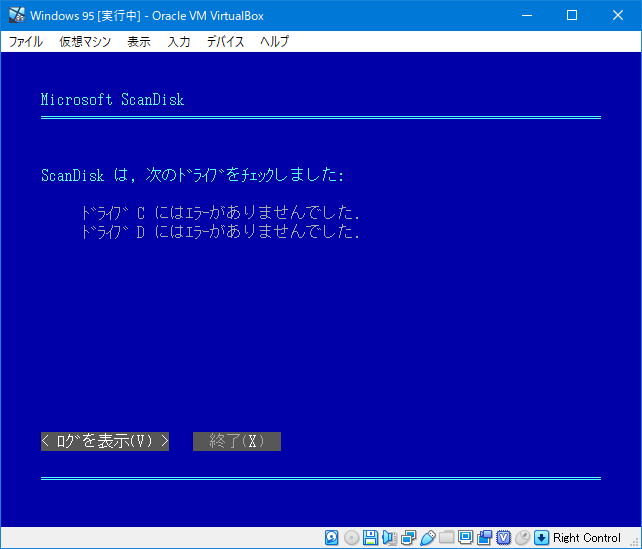 Windows 95 [実行中] - Oracle VM VirtualBox
ファイル 仮想マシン 表示 入力 デバイス ヘルプ
Microsoft ScanDisk
ScanDisk は, 次のﾄﾞﾗｲﾌﾞをﾁｪｯｸしました:
ﾄﾞﾗｲﾌﾞ C にはｴﾗｰがありませんでした.
ﾄﾞﾗｲﾌﾞ D にはｴﾗｰがありませんでした.
< ﾛｸﾞを表示(V) > 終了(X)
Right Control